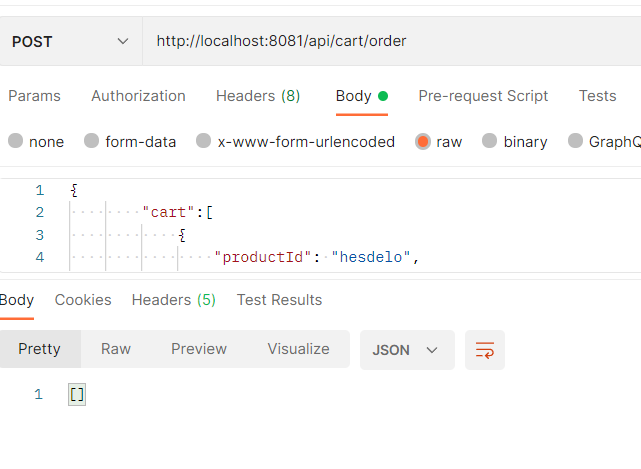 POST http://localhost:8081/api/cart/order
Params Authorization Headers (8) Body Pre-request Script Tests
none form-data x-www-form-urlencoded raw binary GraphQ
1 {
2 "cart":[
3 {
4 "productId": "hesdelo",
Body Cookies Headers (5) Test Results
Pretty Raw Preview Visualize JSON
1 []